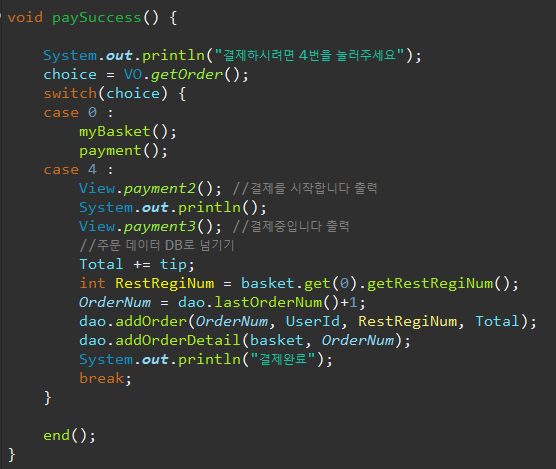 void paySuccess() {
System.out.println("결제하시려면 4번을 눌러주세요");
choice = VO.getOrder();
switch(choice) {
case 0 :
myBasket();
payment();
case 4 :
View.payment2(); //결제를 시작합니다 출력
System.out.println();
View.payment3(); //결제중입니다 출력
//주문 데이터 DB로 넘기기
Total += tip;
int RestRegiNum = basket.get(0).getRestRegiNum();
OrderNum = dao.lastOrderNum()+1;
dao.addOrder(OrderNum, UserId, RestRegiNum, Total);
dao.addOrderDetail(basket, OrderNum);
System.out.println("결제완료");
break;
}
end();
}